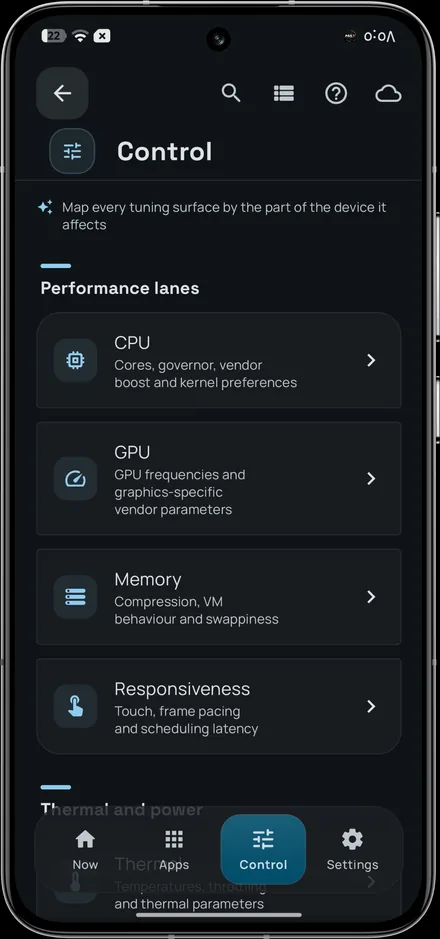 22
٥:٥٨
Control
Map every tuning surface by the part of the device it
affects
Performance lanes
CPU
Cores, governor, vendor
boost and kernel preferences
GPU
GPU frequencies and
graphics-specific
vendor parameters
Memory
Compression, VM
behaviour and swappiness
Responsiveness
Touch, frame pacing
and scheduling latency
Thermal and power
Thermal
Temperatures, throttling
and thermal parameters
Now
Apps
Control
Settings